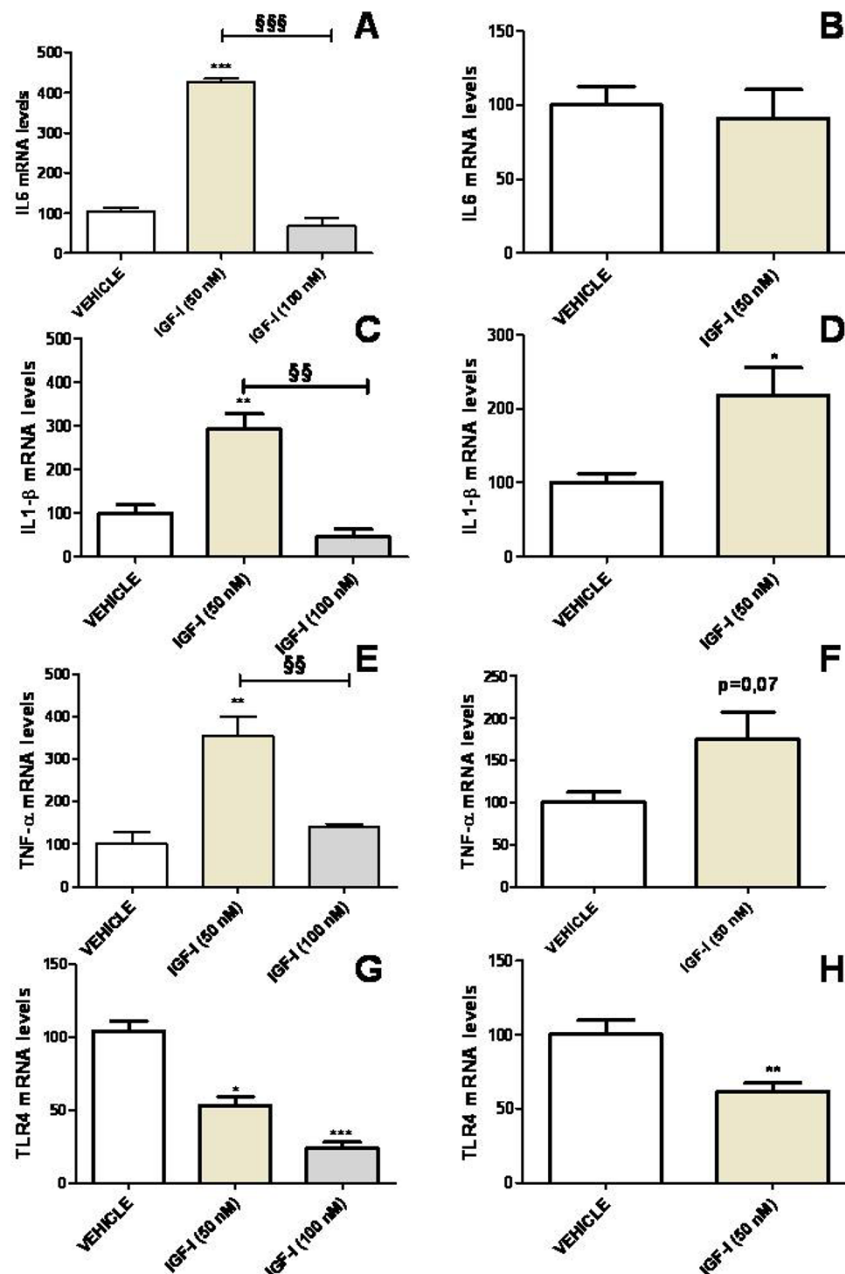 A
§§§
500
400
300
200
100
0
***
IL6 mRNA levels
VEHICLE
IGF-I (50 nM)
IGF-I (100 nM)
B
150
100
50
0
IL6 mRNA levels
VEHICLE
IGF-I (50 nM)
C
§§
500
400
300
200
100
0
**
IL1-β mRNA levels
VEHICLE
IGF-I (50 nM)
IGF-I (100 nM)
D
*
300
200
100
0
IL1-β mRNA levels
VEHICLE
IGF-I (50 nM)
E
§§
500
400
300
200
100
0
**
TNF-α mRNA levels
VEHICLE
IGF-I (50 nM)
IGF-I (100 nM)
F
p=0,07
250
200
150
100
50
0
TNF-α mRNA levels
VEHICLE
IGF-I (50 nM)
G
150
100
50
0
*
***
TLR4 mRNA levels
VEHICLE
IGF-I (50 nM)
IGF-I (100 nM)
H
150
100
50
0
**
TLR4 mRNA levels
VEHICLE
IGF-I (50 nM)